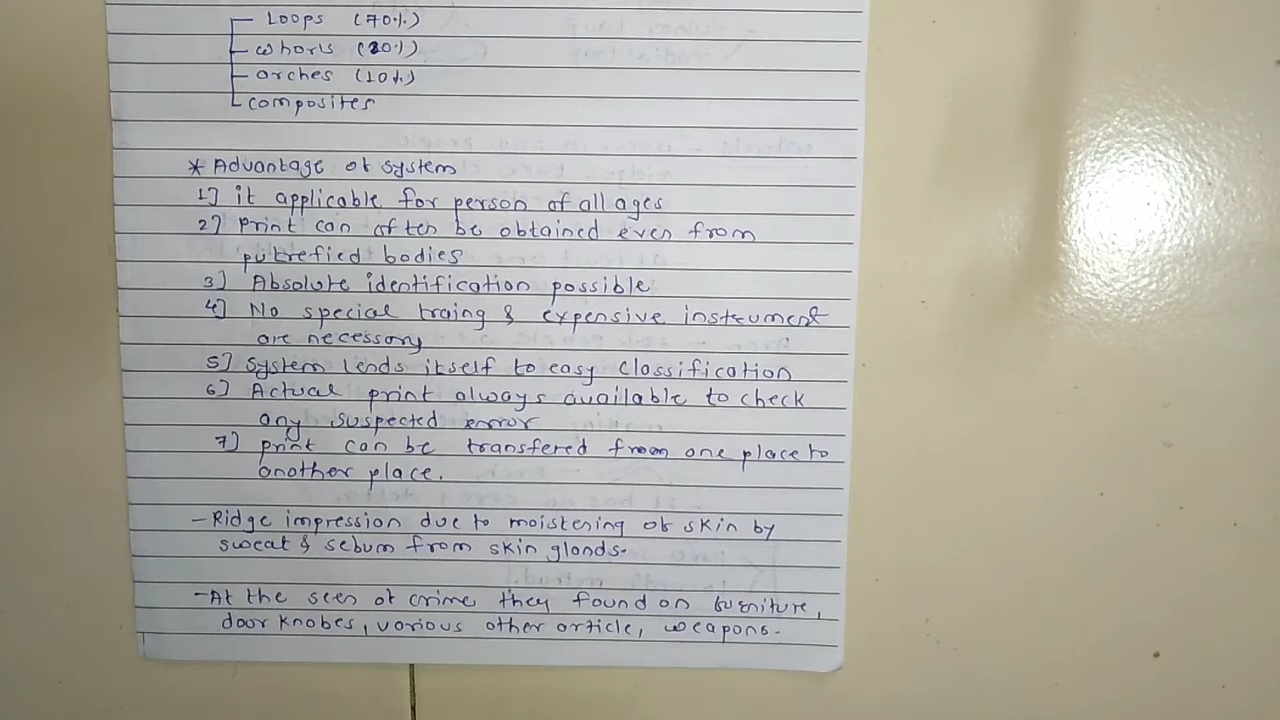 Loops (70%)
whorls (20%)
arches (10%)
composites
* Advantage of system
1] it applicable for person of all ages
2] print can often be obtained even from
putrefied bodies
3] Absolute identification possible
4] No special traing & expensive instrument
are necessary
5] System lends itself to easy classification
6] Actual print always available to check
any suspected error
7] print can be transfered from one place to
another place.
- Ridge impression due to moistening of skin by
sweat & sebum from skin glands.
- At the seen of crime they found on furniture,
door knobes, various other article, weapons.